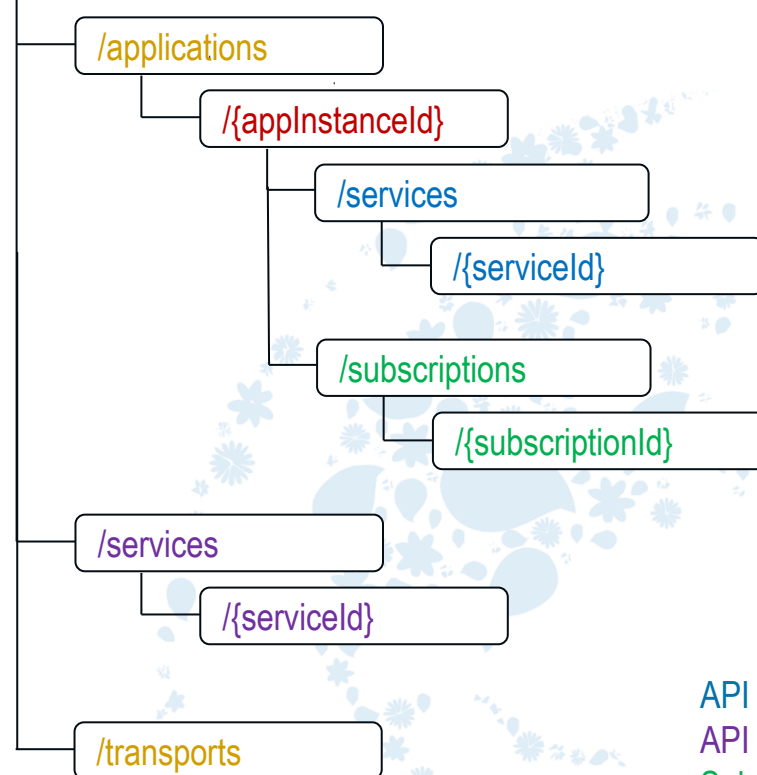 /applications
/{appInstanceId}
/services
/{serviceId}
/subscriptions
/{subscriptionId}
/services
/{serviceId}
/transports
API
API